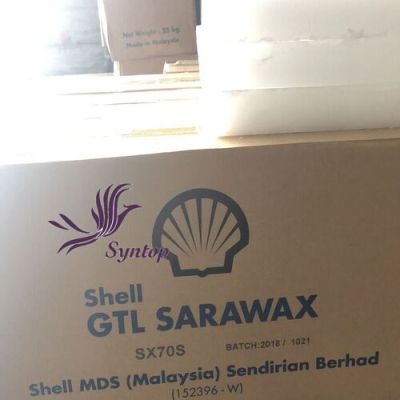 Net Weight : 25 kg
Made in Malaysia
Syntop
Shell
GTL SARAWAX
SX70S BATCH:2018 / 1021
Shell MDS (Malaysia) Sendirian Berhad
(152396 - W)